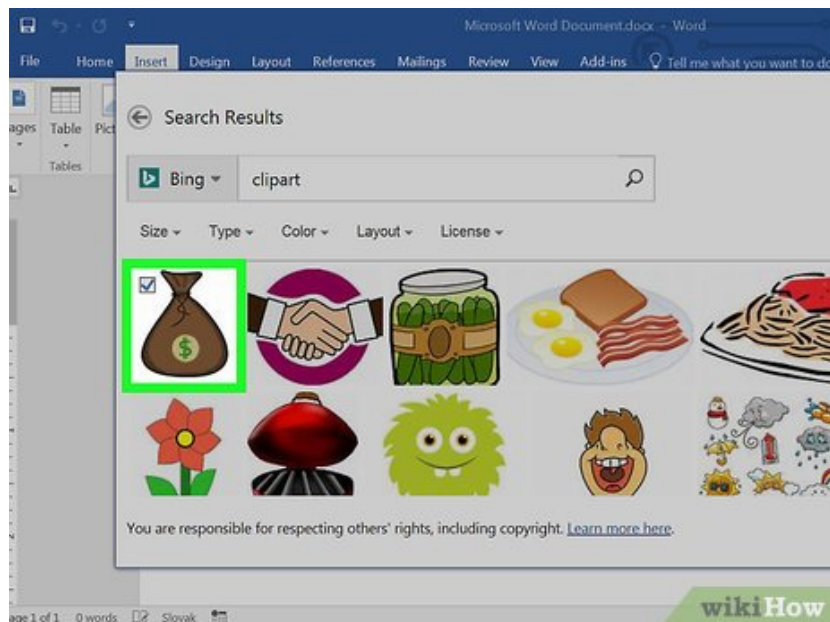 Microsoft Word Document.docx - Word
File Home Insert Design Layout References Mailings Review View Add-ins Tell me what you want to do
ages Table Pict
Tables
Search Results
Bing clipart
Size Type Color Layout License
$
You are responsible for respecting others' rights, including copyright. Learn more here.
age 1 of 1 0 words Slovak
wikiHow